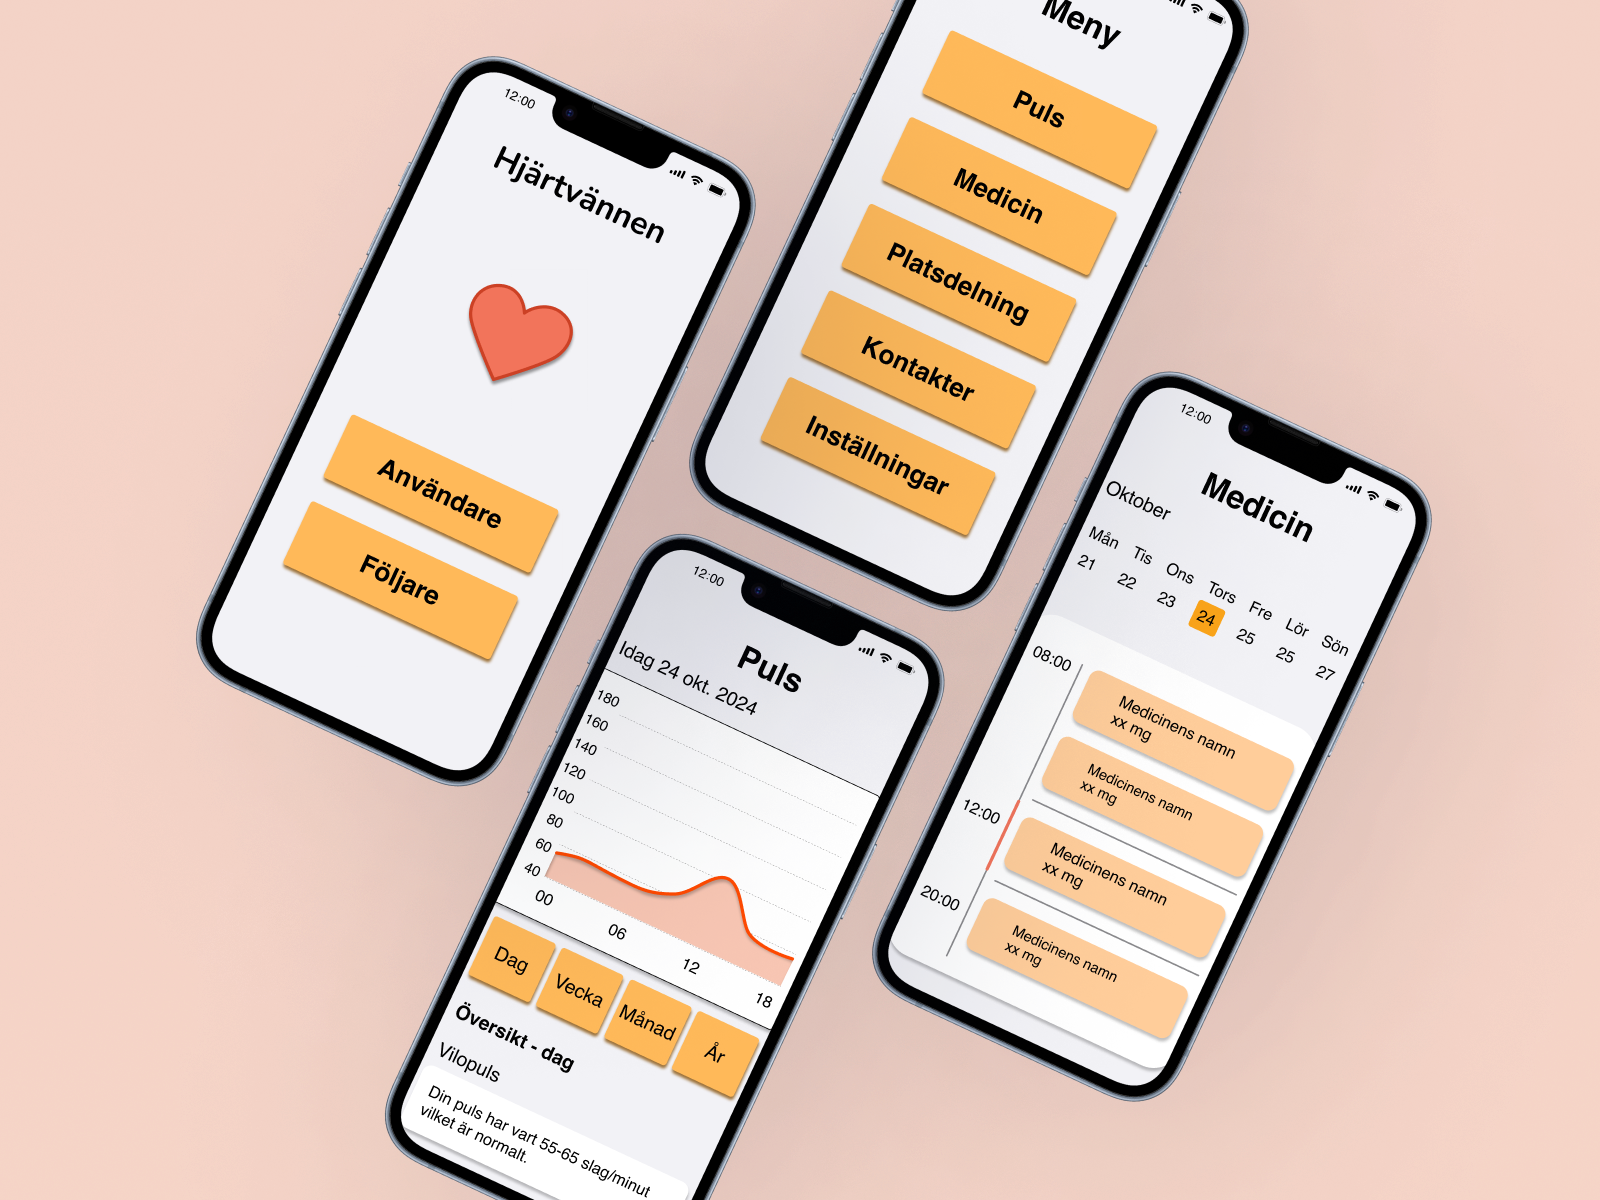 12:00
Hjärtvännen
Användare
Följare
Meny
Puls
Medicin
Platsdelning
Kontakter
Inställningar
12:00
Puls
Idag 24 okt. 2024
180
160
140
120
100
80
60
40
00 06 12 18
Dag Vecka Månad År
Översikt - dag
Vilopuls
Din puls har vart 55-65 slag/minut
vilket är normalt.
12:00
Medicin
Oktober
Mån Tis Ons Tors Fre Lör Sön
21 22 23 24 25 25 27
08:00
Medicinens namn
xx mg
Medicinens namn
xx mg
12:00
Medicinens namn
xx mg
20:00
Medicinens namn
xx mg